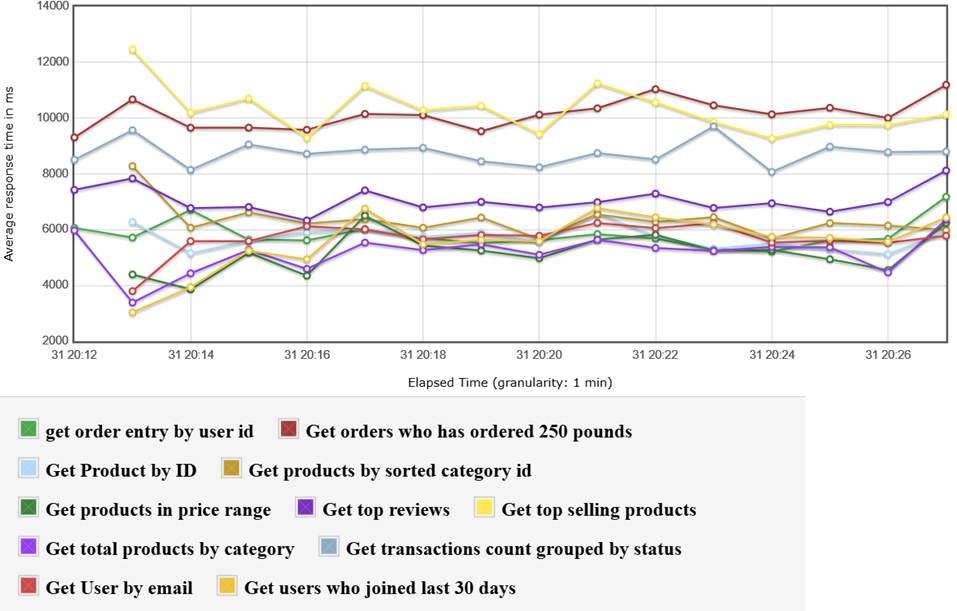 14000
12000
10000
8000
6000
4000
2000
Average response time in ms
31 20:12 31 20:14 31 20:16 31 20:18 31 20:20 31 20:22 31 20:24 31 20:26
Elapsed Time (granularity: 1 min)
get order entry by user id Get orders who has ordered 250 pounds
Get Product by ID Get products by sorted category id
Get products in price range Get top reviews Get top selling products
Get total products by category Get transactions count grouped by status
Get User by email Get users who joined last 30 days